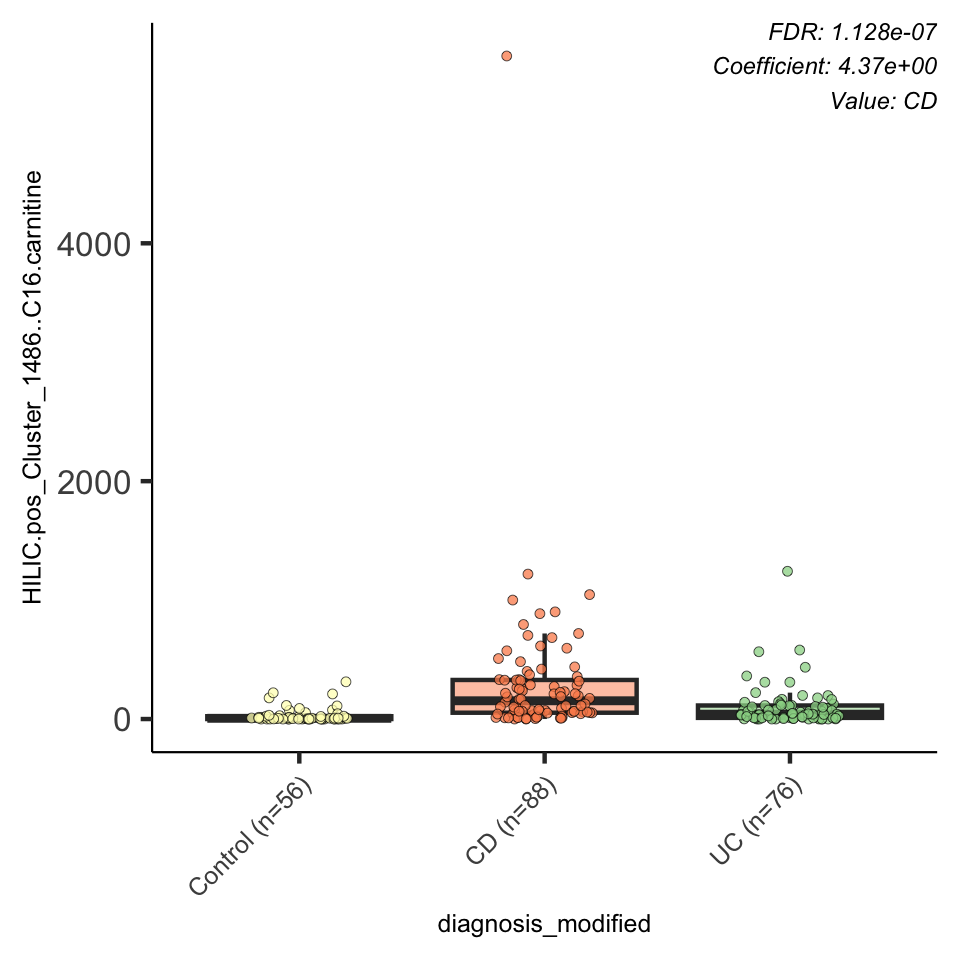 FDR: 1.128e-07
Coefficient: 4.37e+00
Value: CD
HILIC.pos_Cluster_1486..C16.carnitine
4000
2000
0
Control (n=56)
CD (n=88)
UC (n=76)
diagnosis_modified